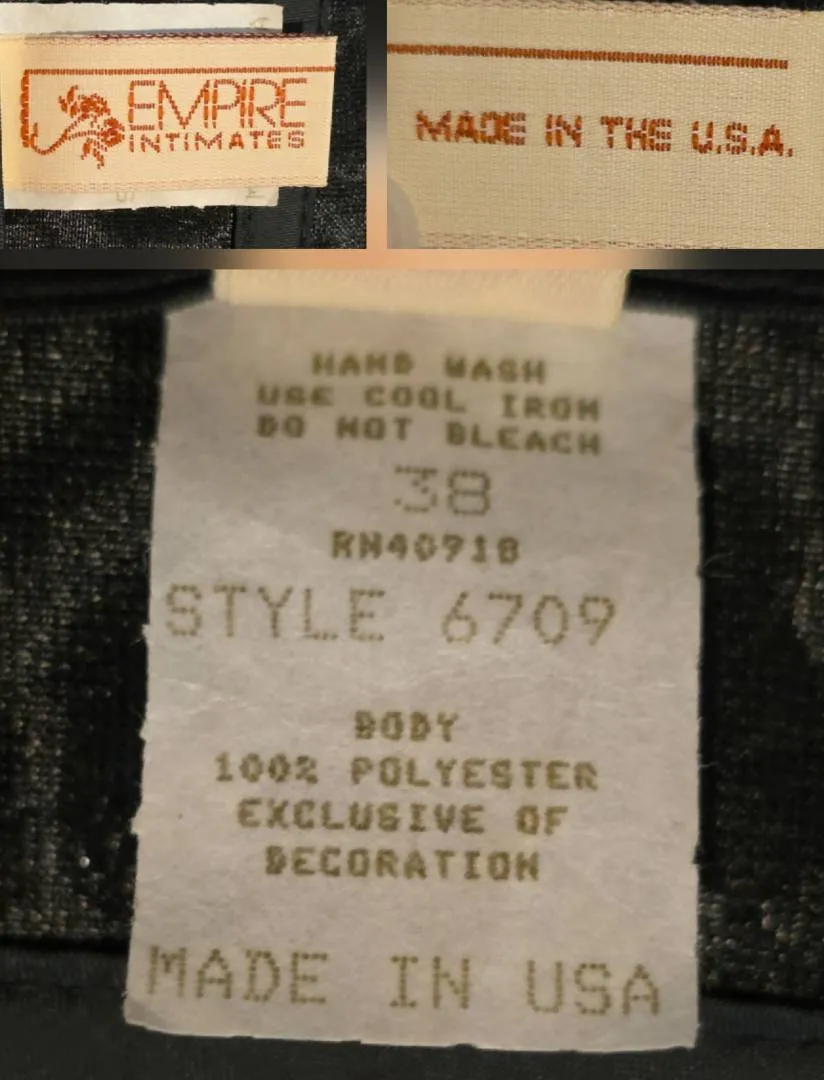 EMPIRE
INTIMATES
MADE IN THE U.S.A.
HAND WASH
USE COOL IRON
DO NOT BLEACH
38
RN40718
STYLE 6709
BODY
100% POLYESTER
EXCLUSIVE OF
DECORATION
MADE IN USA